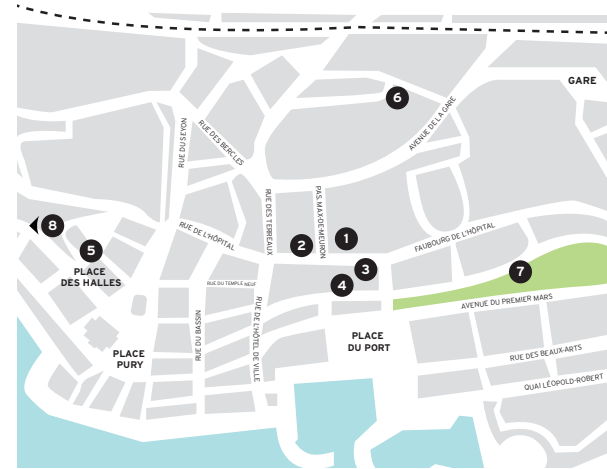 GARE
6
AVENUE DE LA GARE
RUE DU SEYON
RUE DES BERCLES
RUE DES TERREAUX
PAS. MAX-DE-MEURON
8
5
PLACE
DES HALLES
RUE DE L'HÔPITAL
2
1
FAUBOURG DE L'HÔPITAL
3
4
7
RUE DU TEMPLE NEUF
AVENUE DU PREMIER MARS
RUE DU BASSIN
RUE DE L'HÔTEL DE VILLE
PLACE
DU PORT
PLACE
PURY
RUE DES BEAUX-ARTS
QUAI LÉOPOLD-ROBERT